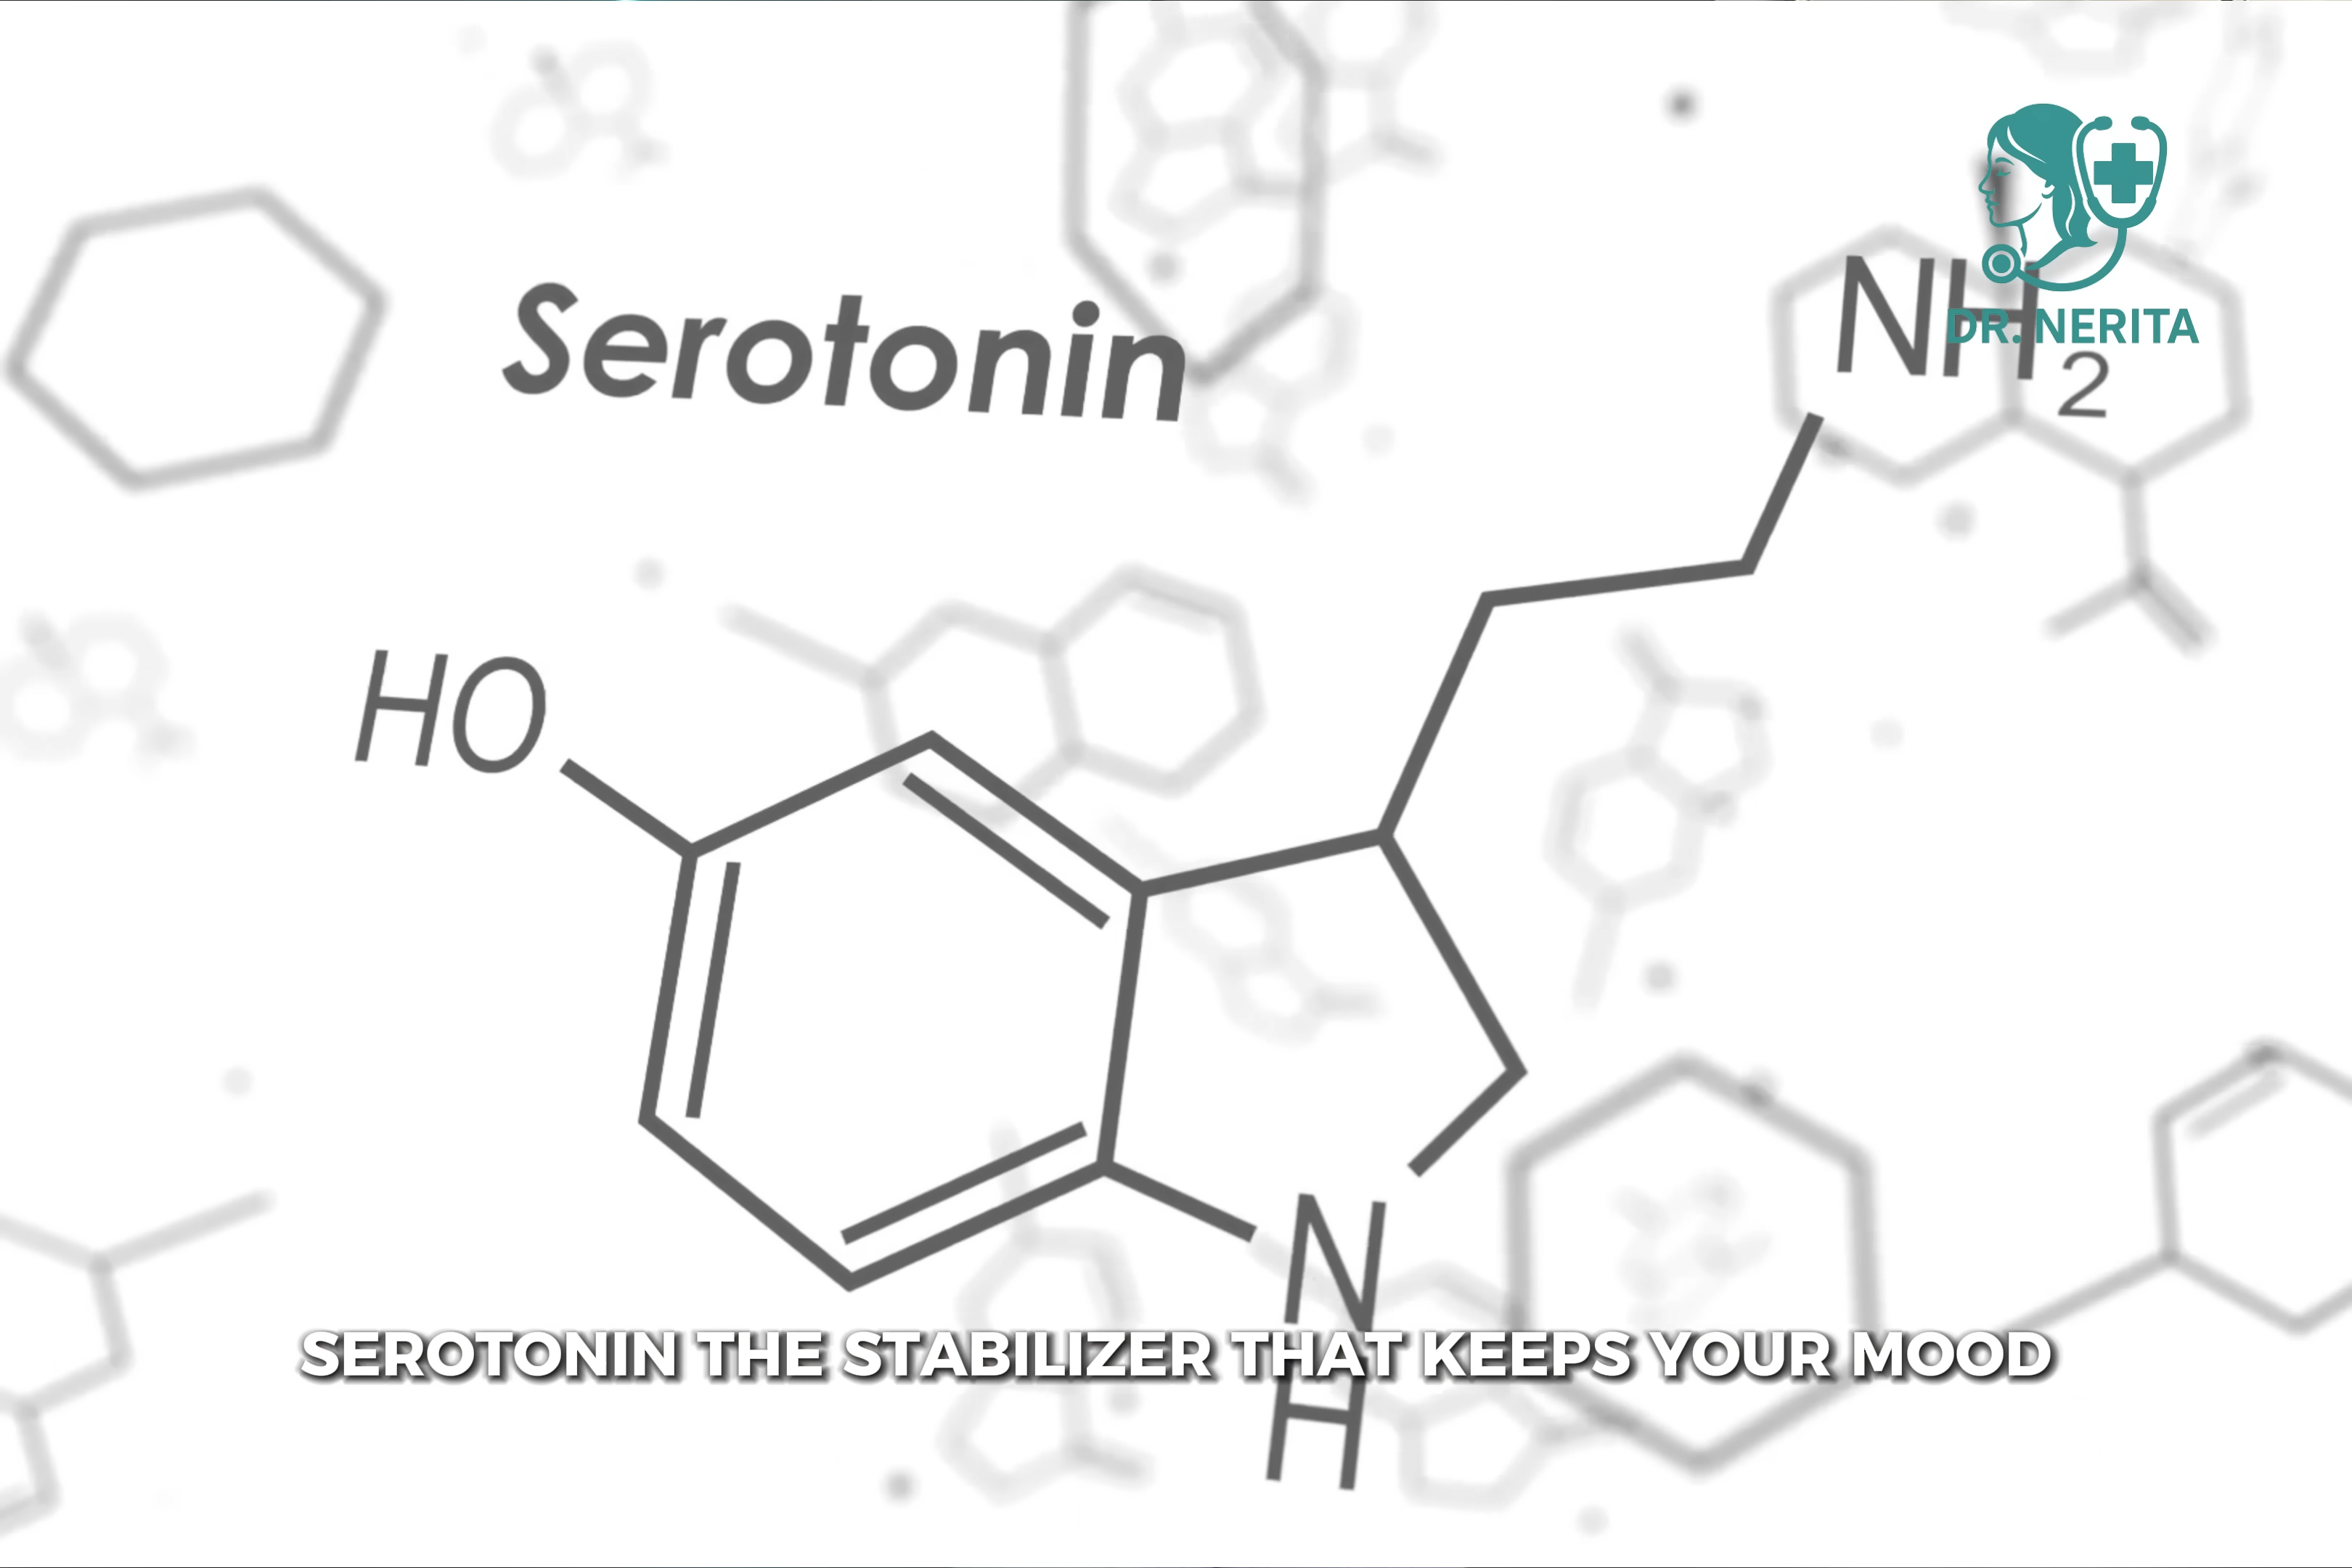 Serotonin
NH2
DR. NERITA
HO
N
SEROTONIN THE STABILIZER THAT KEEPS YOUR MOOD
H